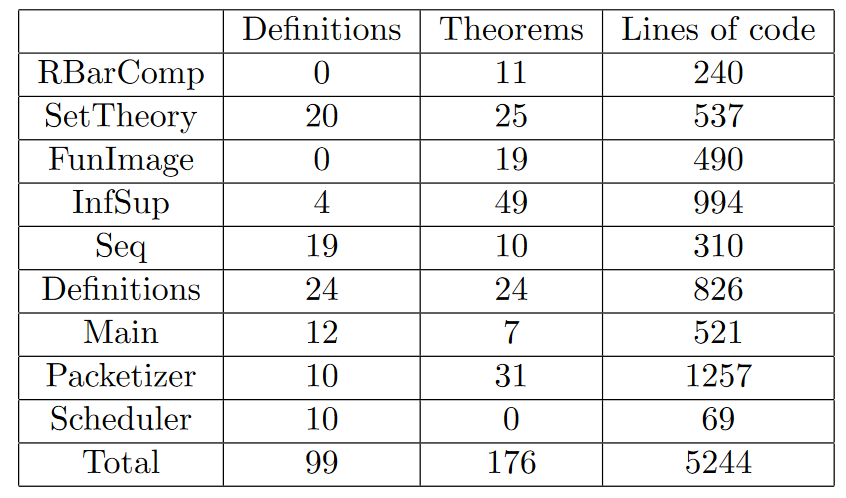 Definitions Theorems Lines of code
RBarComp 0 11 240
SetTheory 20 25 537
FunImage 0 19 490
InfSup 4 49 994
Seq 19 10 310
Definitions 24 24 826
Main 12 7 521
Packetizer 10 31 1257
Scheduler 10 0 69
Total 99 176 5244